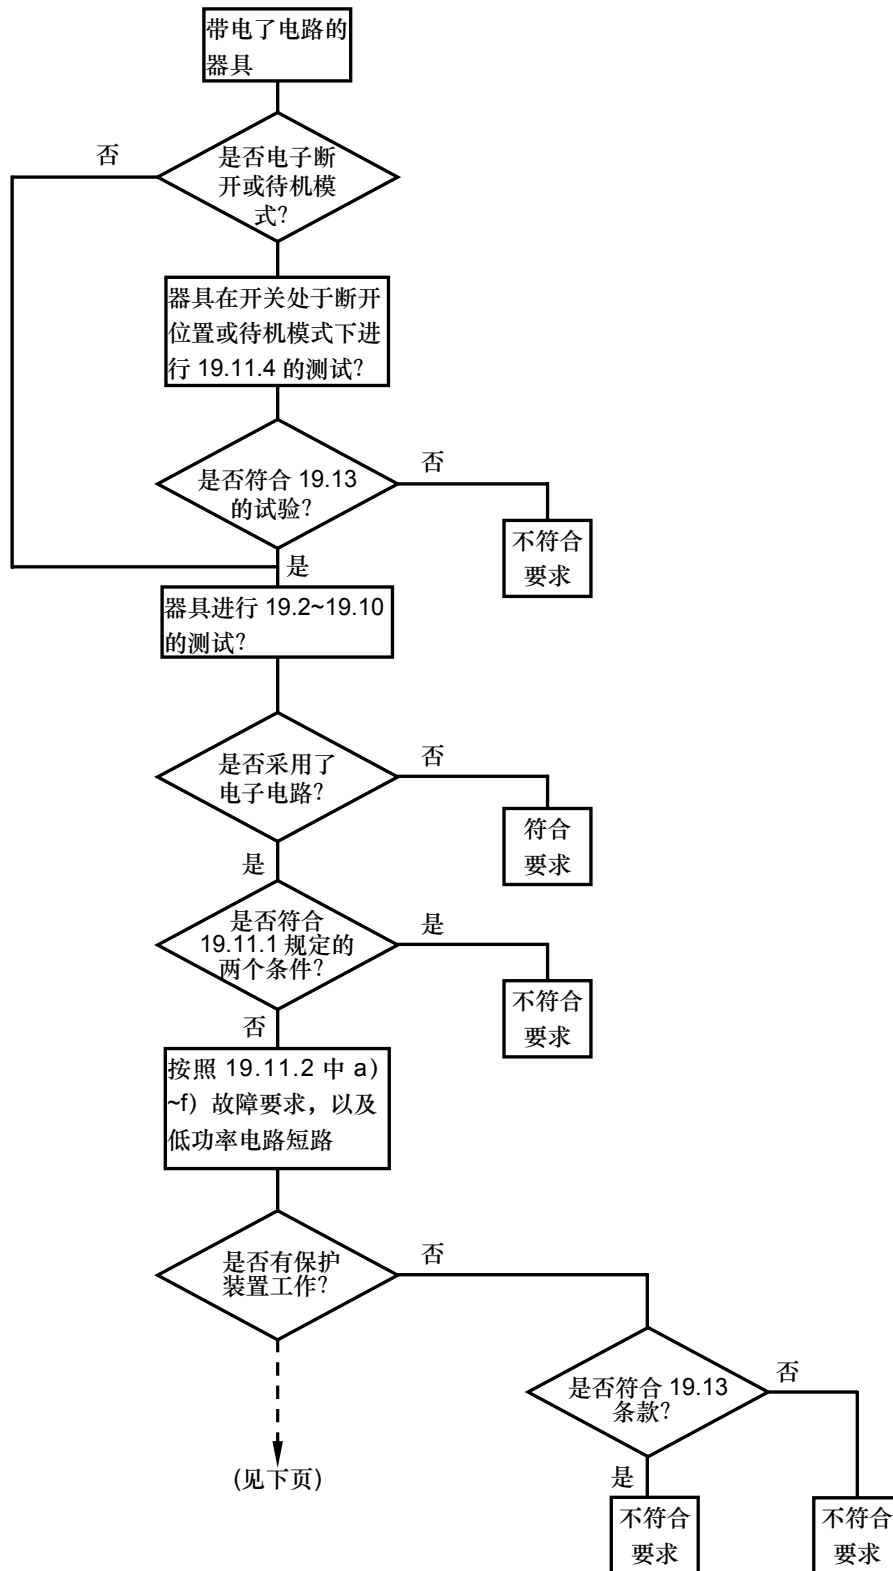 带电了电路的
器具
否
是否电子断
开或待机模
式？
器具在开关处于断开
位置或待机模式下进
行 19.11.4 的测试？
是否符合 19.13
的试验？
否
不符合
要求
是
器具进行 19.2~19.10
的测试？
是否采用了
电子电路？
否
符合
要求
是
是否符合
19.11.1 规定的
两个条件？
是
不符合
要求
否
按照 19.11.2 中 a）
~f）故障要求，以及
低功率电路短路
是否有保护
装置工作？
否
是否符合 19.13
条款？
否
(见下页)
是
不符合
要求
不符合
要求